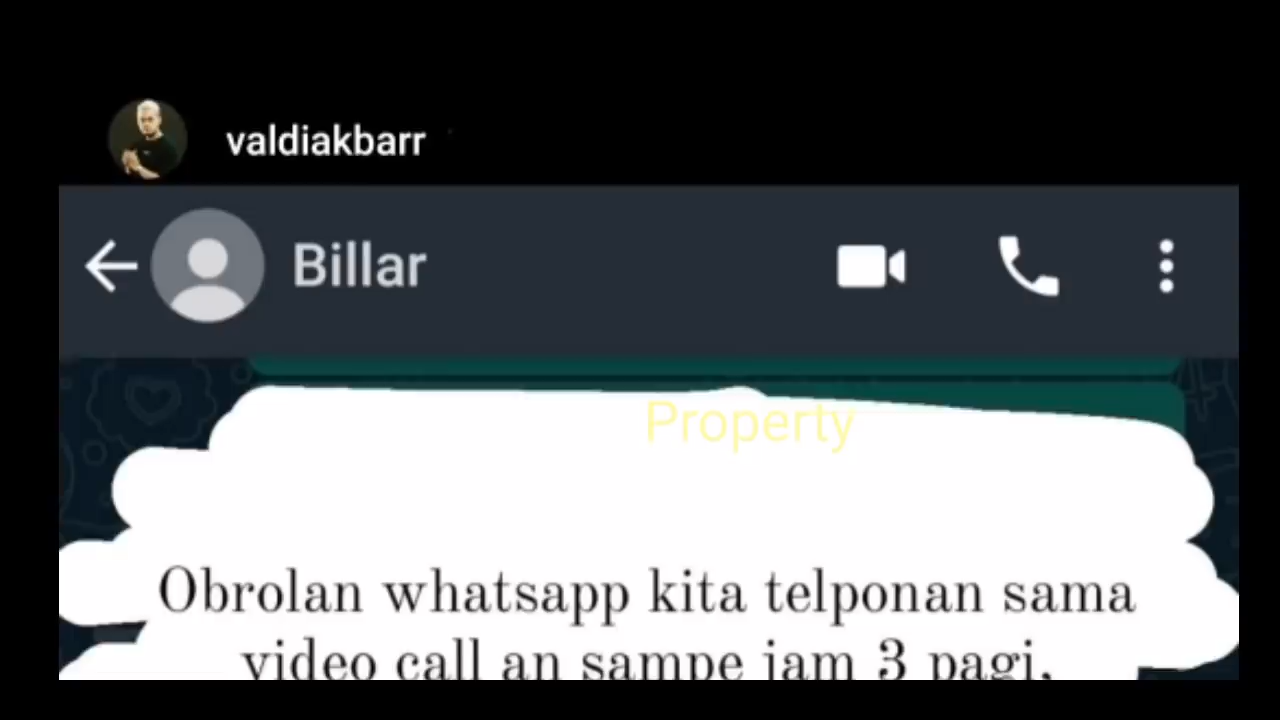 valdiakbarr
Billar
Property
Obrolan whatsapp kita telponan sama
video call an sampe jam 3 pagi,